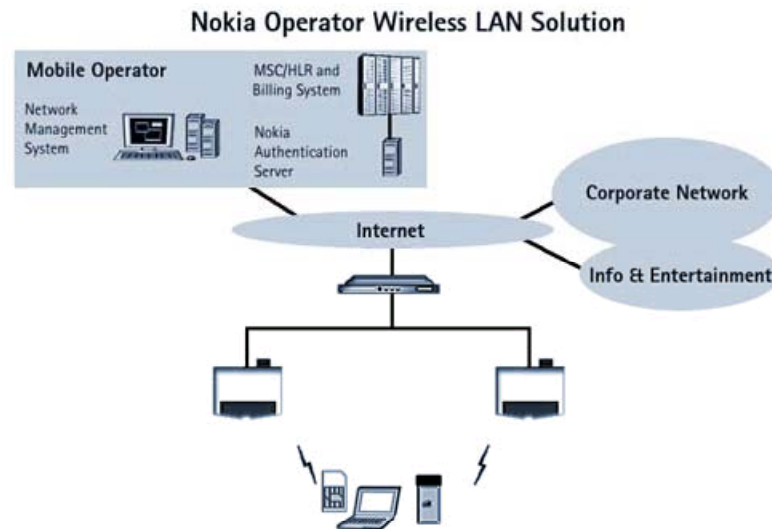 Nokia Operator Wireless LAN Solution
Mobile Operator
Network
Management
System
MSC/HLR and
Billing System
Nokia
Authentication
Server
Internet
Corporate Network
Info & Entertainment